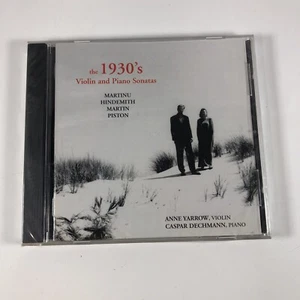 the 1930's
Violin and Piano Sonatas
MARTINU
HINDEMITH
MARTIN
PISTON
ANNE YARROW, VIOLIN
CASPAR DECHMANN, PIANO